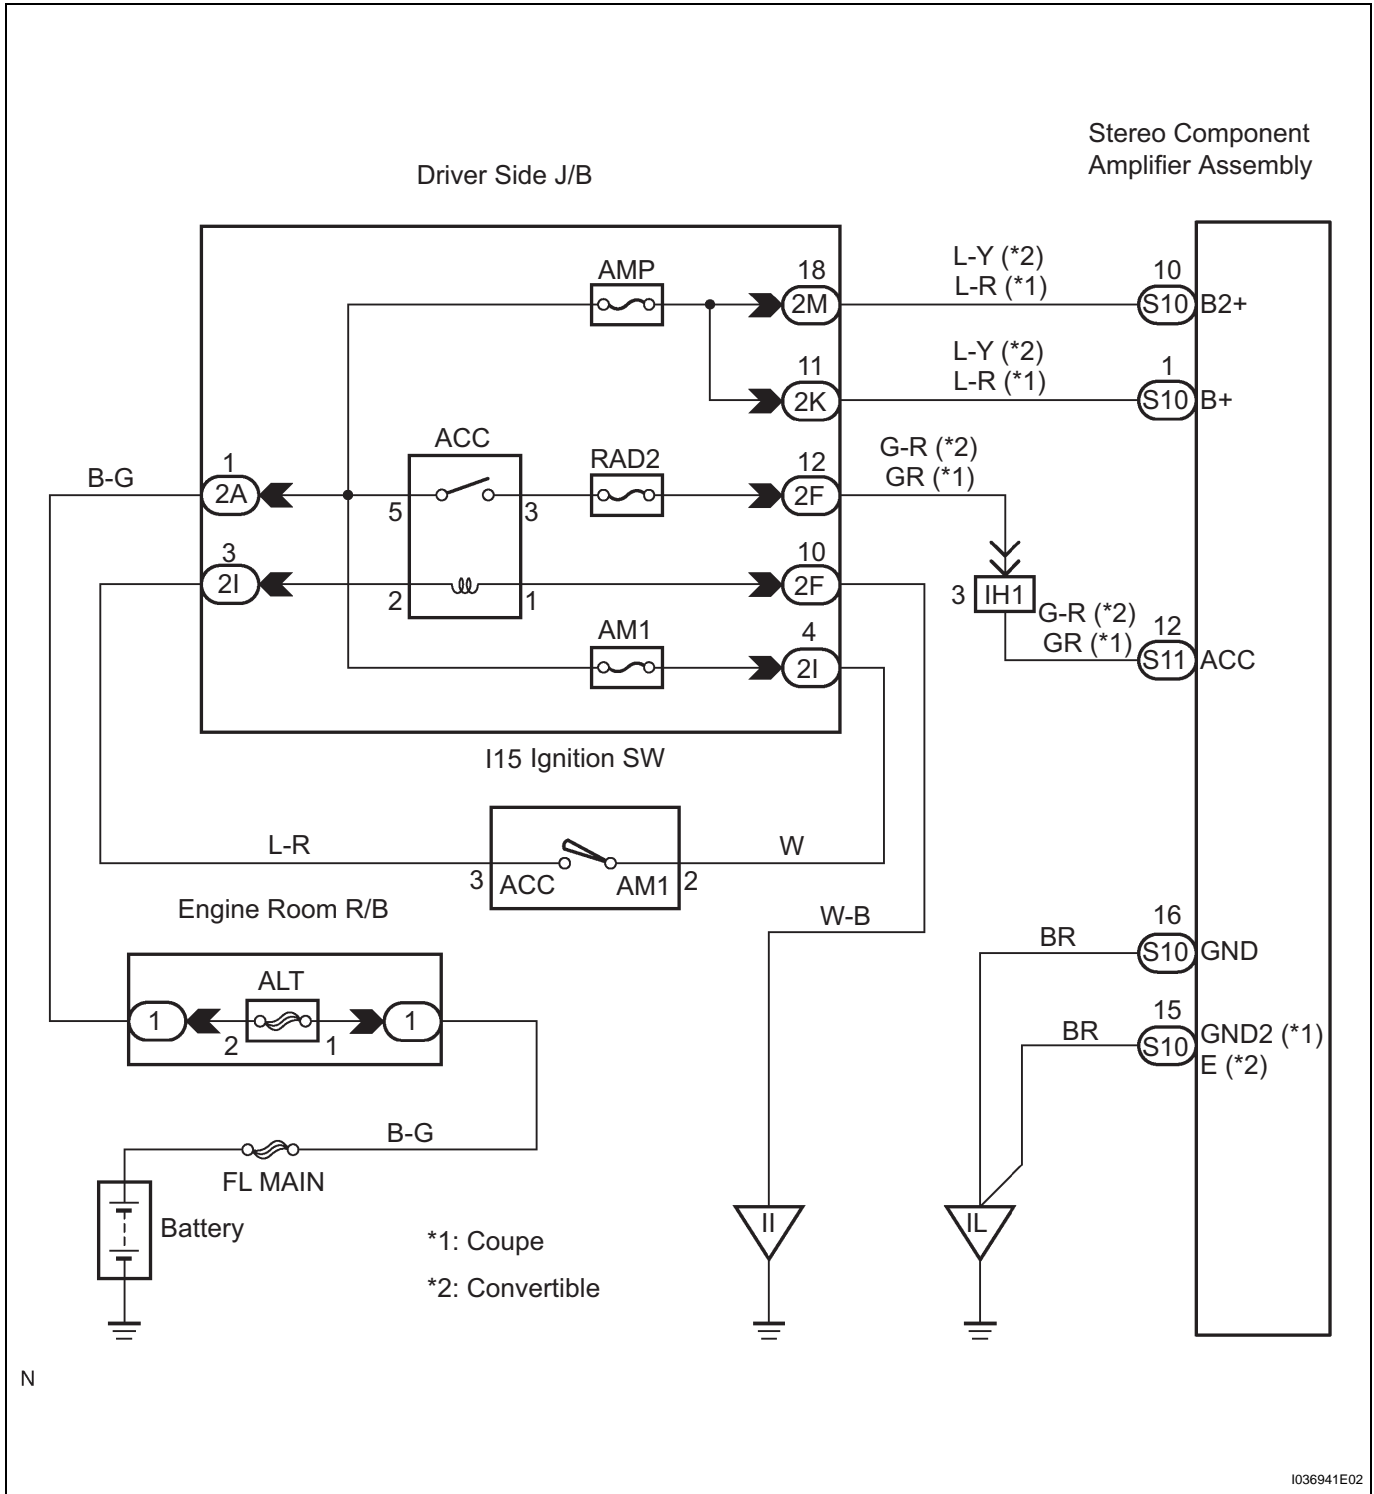 Stereo Component
Amplifier Assembly
Driver Side J/B
AMP
18
2M
L-Y (*2)
L-R (*1)
10
S10
B2+
11
2K
L-Y (*2)
L-R (*1)
1
S10
B+
B-G
1
2A
ACC
5
3
RAD2
12
2F
G-R (*2)
GR (*1)
3
2I
2
1
10
2F
3
IH1
G-R (*2)
GR (*1)
12
S11
ACC
AM1
4
2I
I15 Ignition SW
L-R
3
ACC
AM1
2
W
Engine Room R/B
W-B
ALT
1
2
1
1
BR
16
S10
GND
BR
15
S10
GND2 (*1)
E (*2)
B-G
FL MAIN
Battery
*1: Coupe
*2: Convertible
II
IL
N
I036941E02